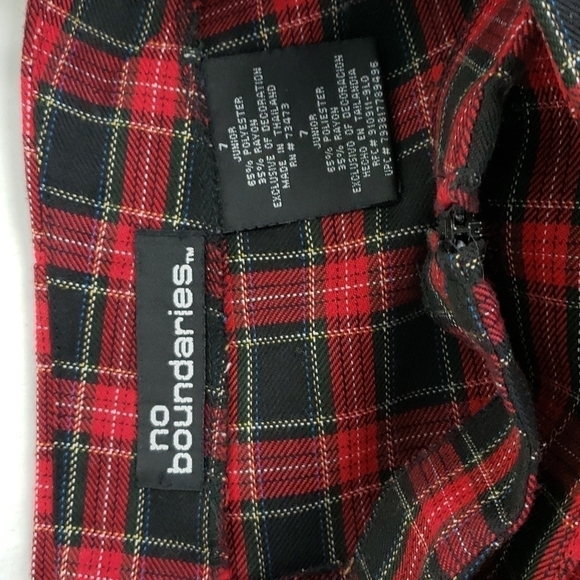 7
JUNIOR
65% POLYESTER
35% RAYON
EXCLUSIVE OF DECORATION
MADE IN THAILAND
RN# 73473
7
JUNIOR
65% POLIESTER
35% RAYON
EXCLUSIVO OF DECORACION
HECHO EN TAILANDIA
no
boundaries™